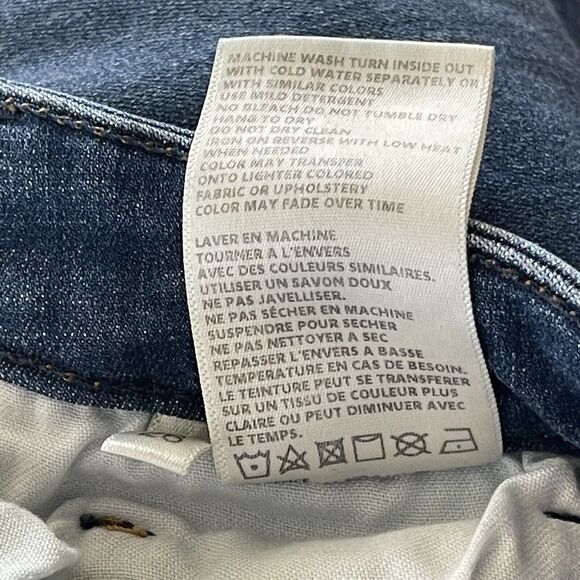 MACHINE WASH TURN INSIDE OUT
WITH COLD WATER SEPARATELY OR
WITH SIMILAR COLORS
USE MILD DETERGENT
NO BLEACH DO NOT TUMBLE DRY
HANG TO DRY
DO NOT DRY CLEAN
IRON ON REVERSE WITH LOW HEAT
WHEN NEEDED
COLOR MAY TRANSFER
ONTO LIGHTER COLORED
FABRIC OR UPHOLSTERY
COLOR MAY FADE OVER TIME
LAVER EN MACHINE
TOURNER A L'ENVERS
AVEC DES COULEURS SIMILAIRES.
UTILISER UN SAVON DOUX
NE PAS JAVELLISER.
NE PAS SÉCHER EN MACHINE
SUSPENDRE POUR SECHER
NE PAS NETTOYER A SEC
REPASSER L'ENVERS A BASSE
TEMPERATURE EN CAS DE BESOIN.
LE TEINTURE PEUT SE TRANSFERER
SUR UN TISSU DE COULEUR PLUS
CLAIRE OU PEUT DIMINUER AVEC
LE TEMPS.